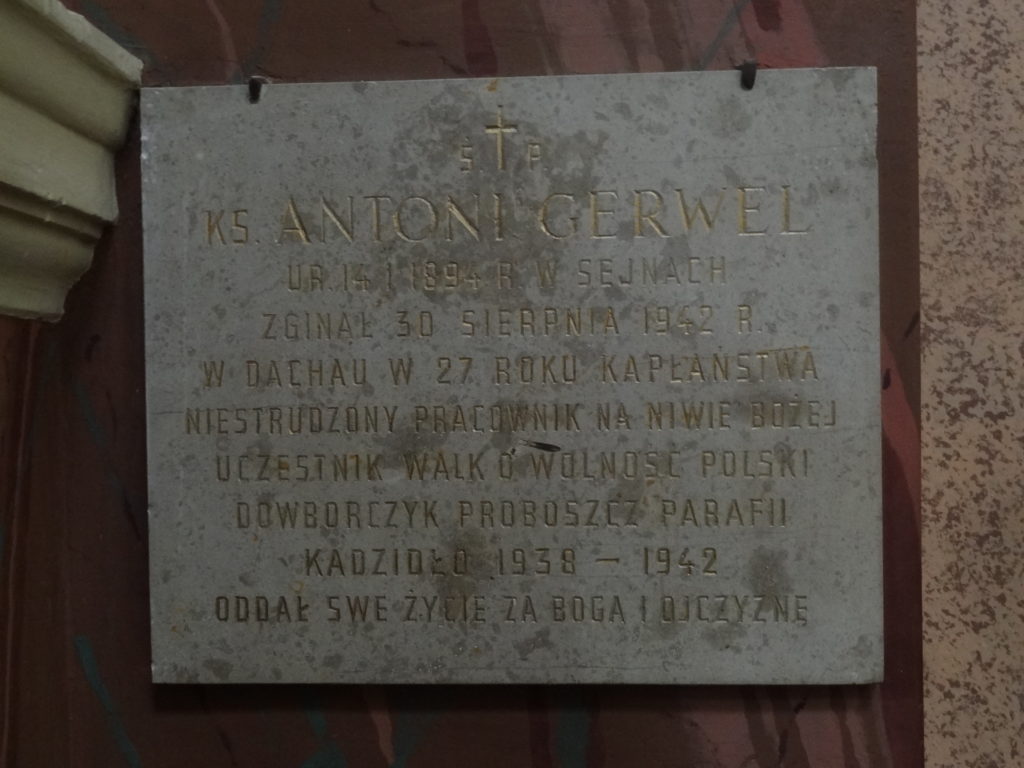 Ś. P.
KS. ANTONI GERWEL
UR. 14 I 1894 R. W SEJNACH
ZGINĄŁ 30 SIERPNIA 1942 R.
W DACHAU W 27 ROKU KAPŁAŃSTWA
NIESTRUDZONY PRACOWNIK NA NIWIE BOŻEJ
UCZESTNIK WALK O WOLNOŚĆ POLSKI
DOWBORCZYK PROBOSZCZ PARAFII
KADZIDŁO 1938 – 1942
ODDAŁ SWE ŻYCIE ZA BOGA I OJCZYZNĘ